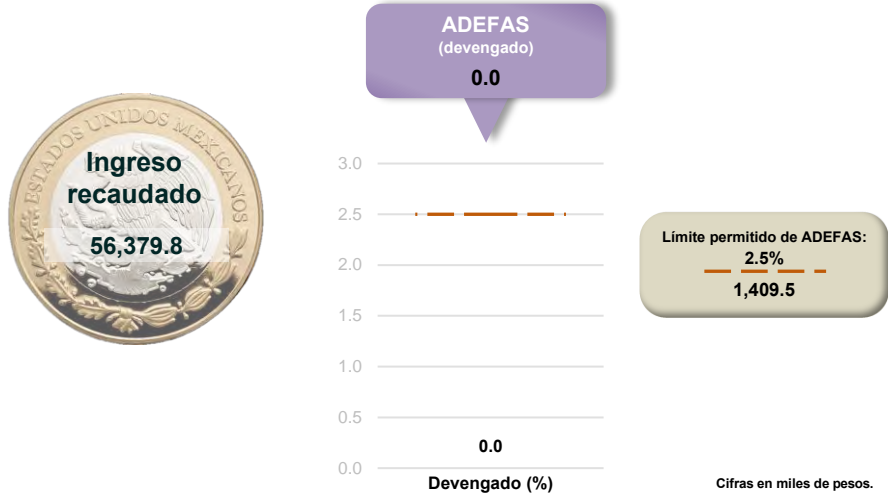 ADEFAS
(devengado)
0.0
ESTADOS UNIDOS MEXICANOS
Ingreso
recaudado
56,379.8
3.0
2.5
2.0
1.5
1.0
0.5
0.0
0.0
Devengado (%)
Límite permitido de ADEFAS:
2.5%
1,409.5
Cifras en miles de pesos.